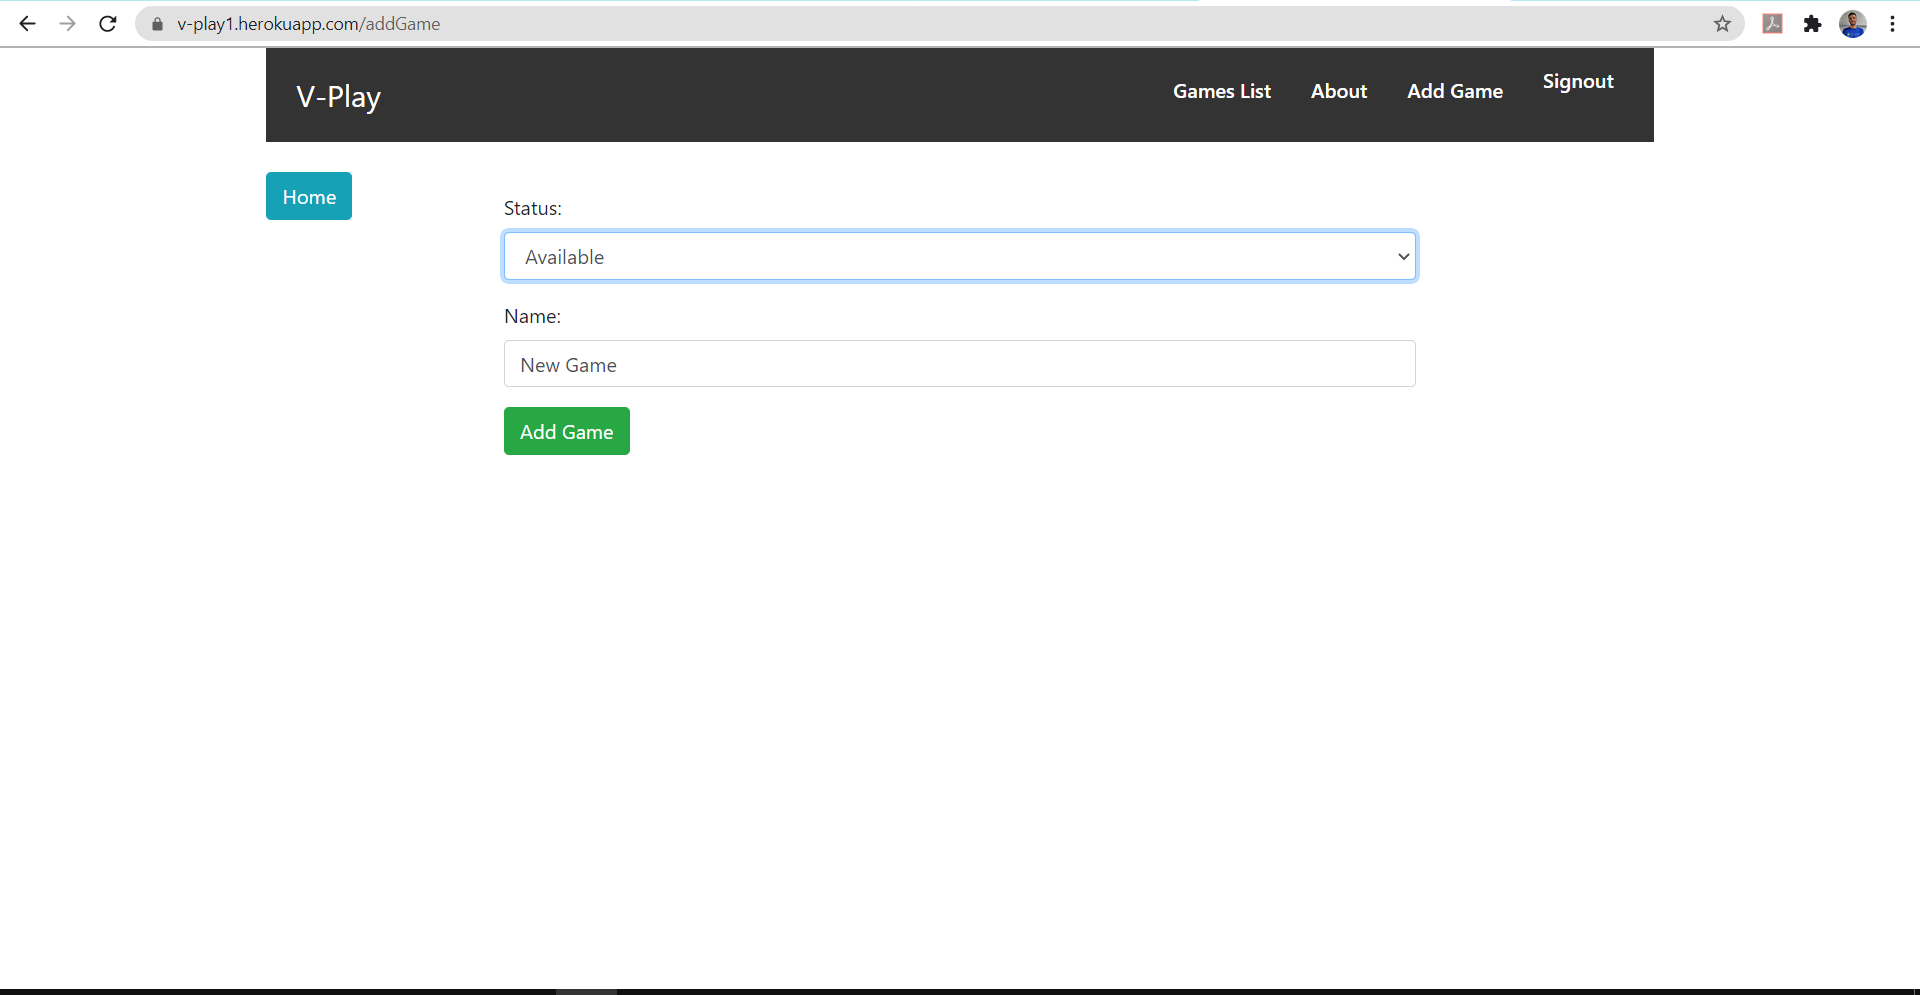 v-play1.herokuapp.com/addGame
V-Play
Games List About Add Game Signout
Home
Status:
Available
Name:
New Game
Add Game